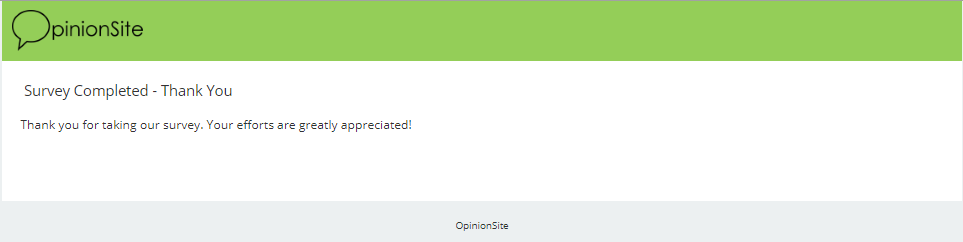 OpinionSite
Survey Completed - Thank You
Thank you for taking our survey. Your efforts are greatly appreciated!
OpinionSite